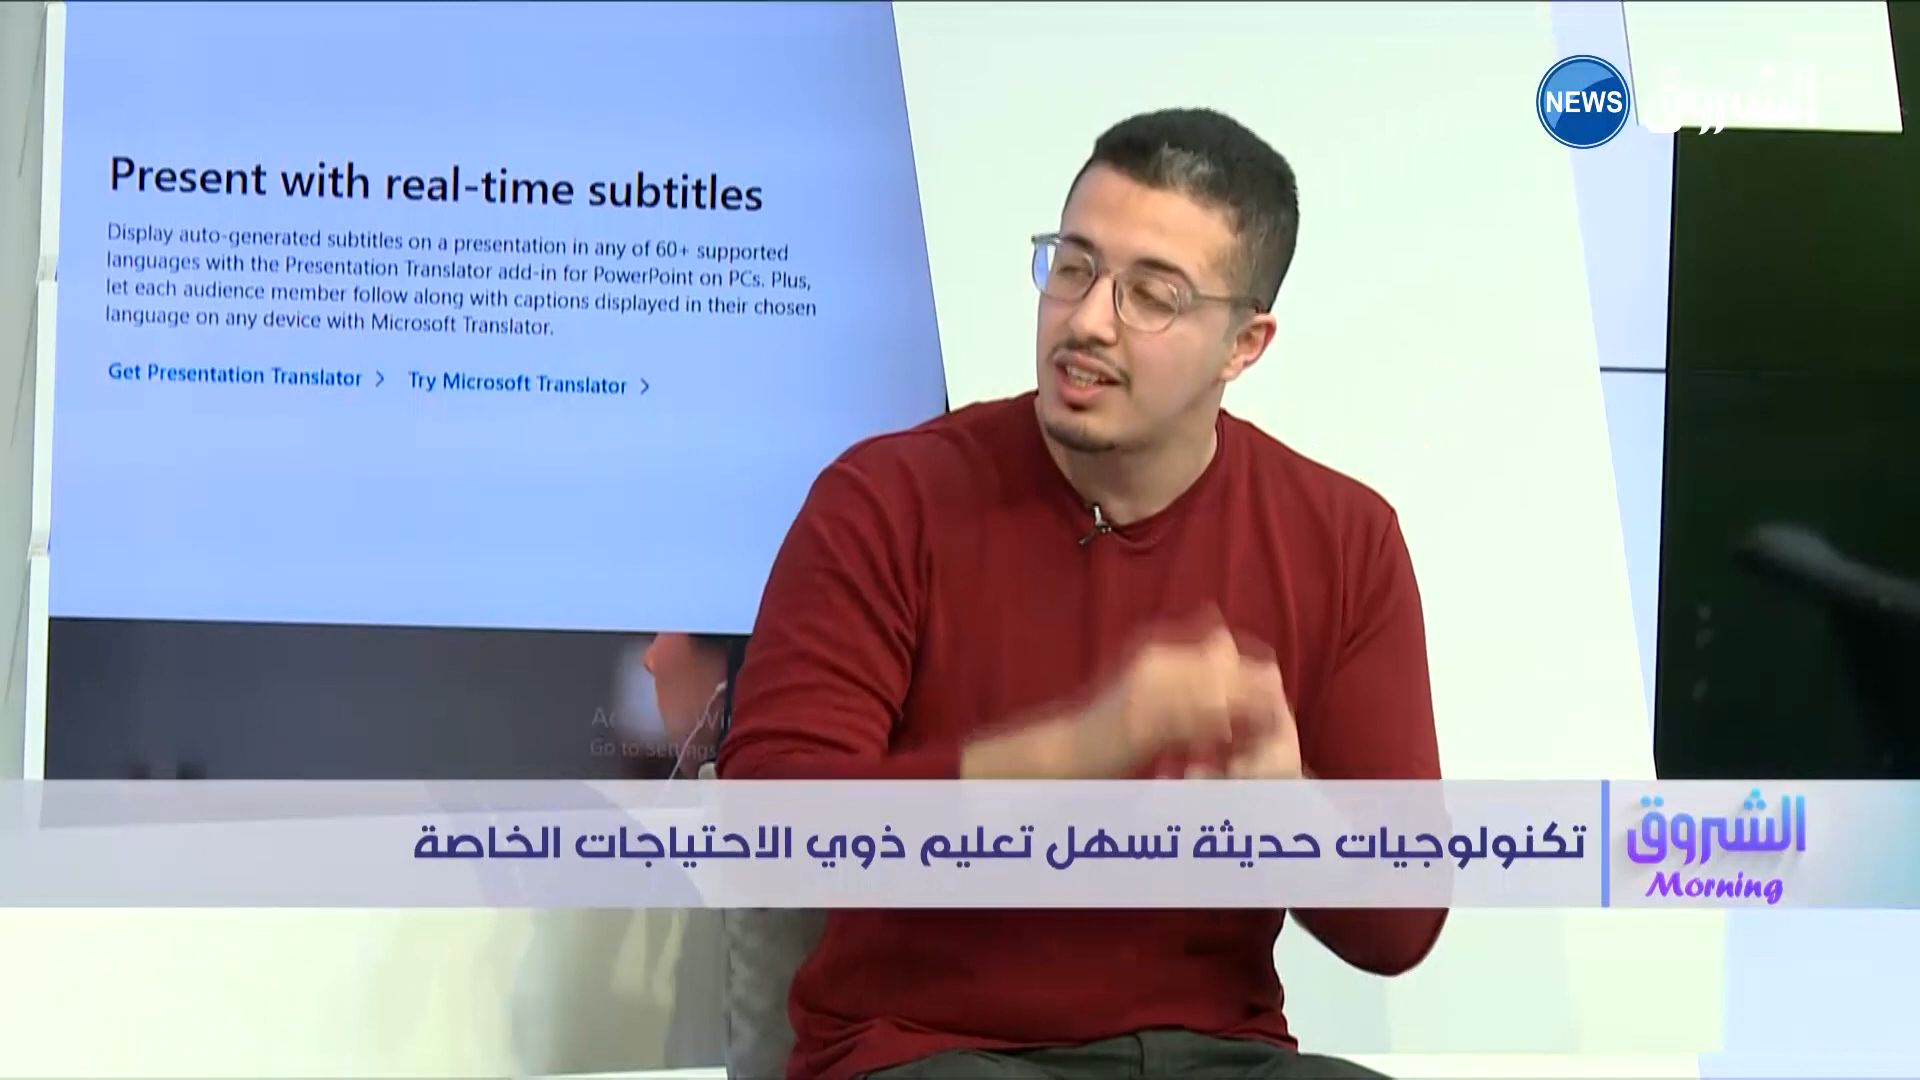 NEWS الشروق
Present with real-time subtitles
Display auto-generated subtitles on a presentation in any of 60+ supported
languages with the Presentation Translator add-in for PowerPoint on PCs. Plus,
let each audience member follow along with captions displayed in their chosen
language on any device with Microsoft Translator.
Get Presentation Translator > Try Microsoft Translator >
Go to Settings
تكنولوجيات حديثة تسهل تعليم ذوي الاحتياجات الخاصة
الشروق
Morning